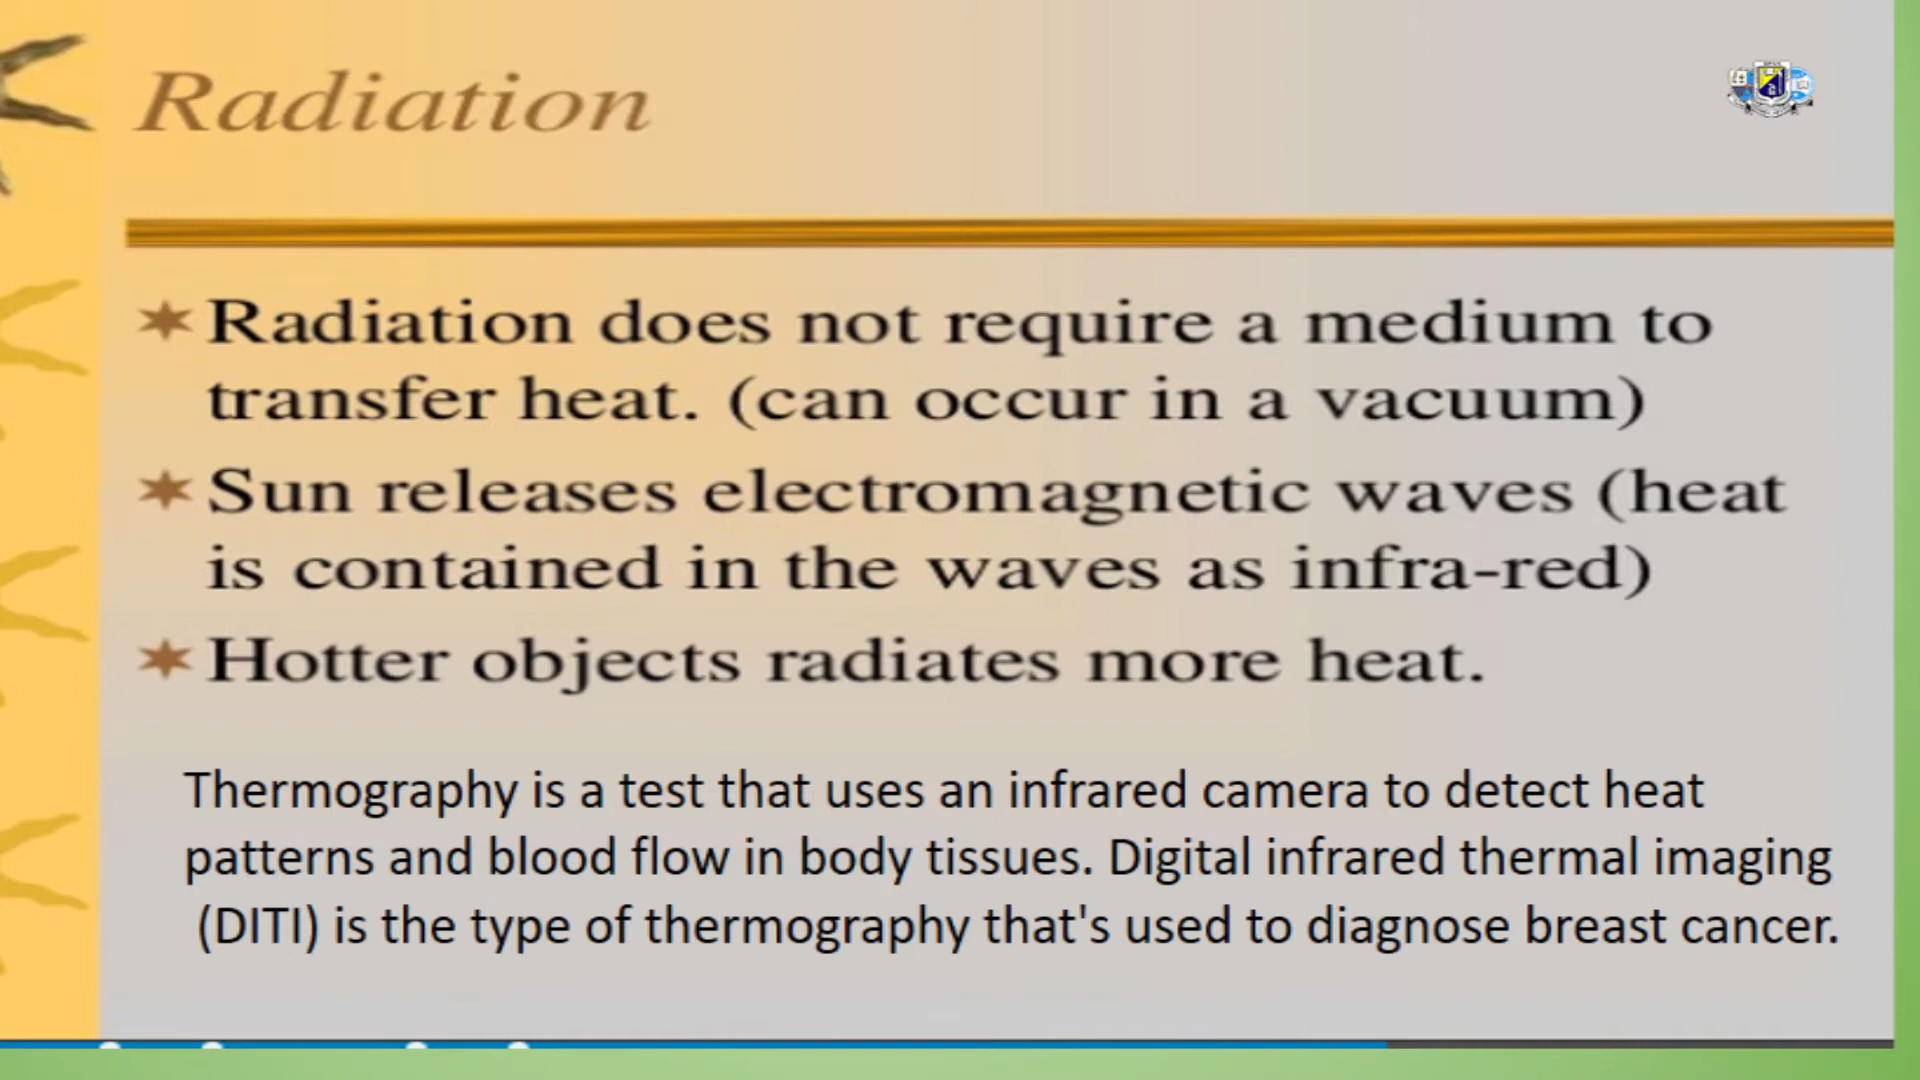 Radiation
Radiation does not require a medium to
transfer heat. (can occur in a vacuum)
Sun releases electromagnetic waves (heat
is contained in the waves as infra-red)
Hotter objects radiates more heat.
Thermography is a test that uses an infrared camera to detect heat
patterns and blood flow in body tissues. Digital infrared thermal imaging
(DITI) is the type of thermography that's used to diagnose breast cancer.